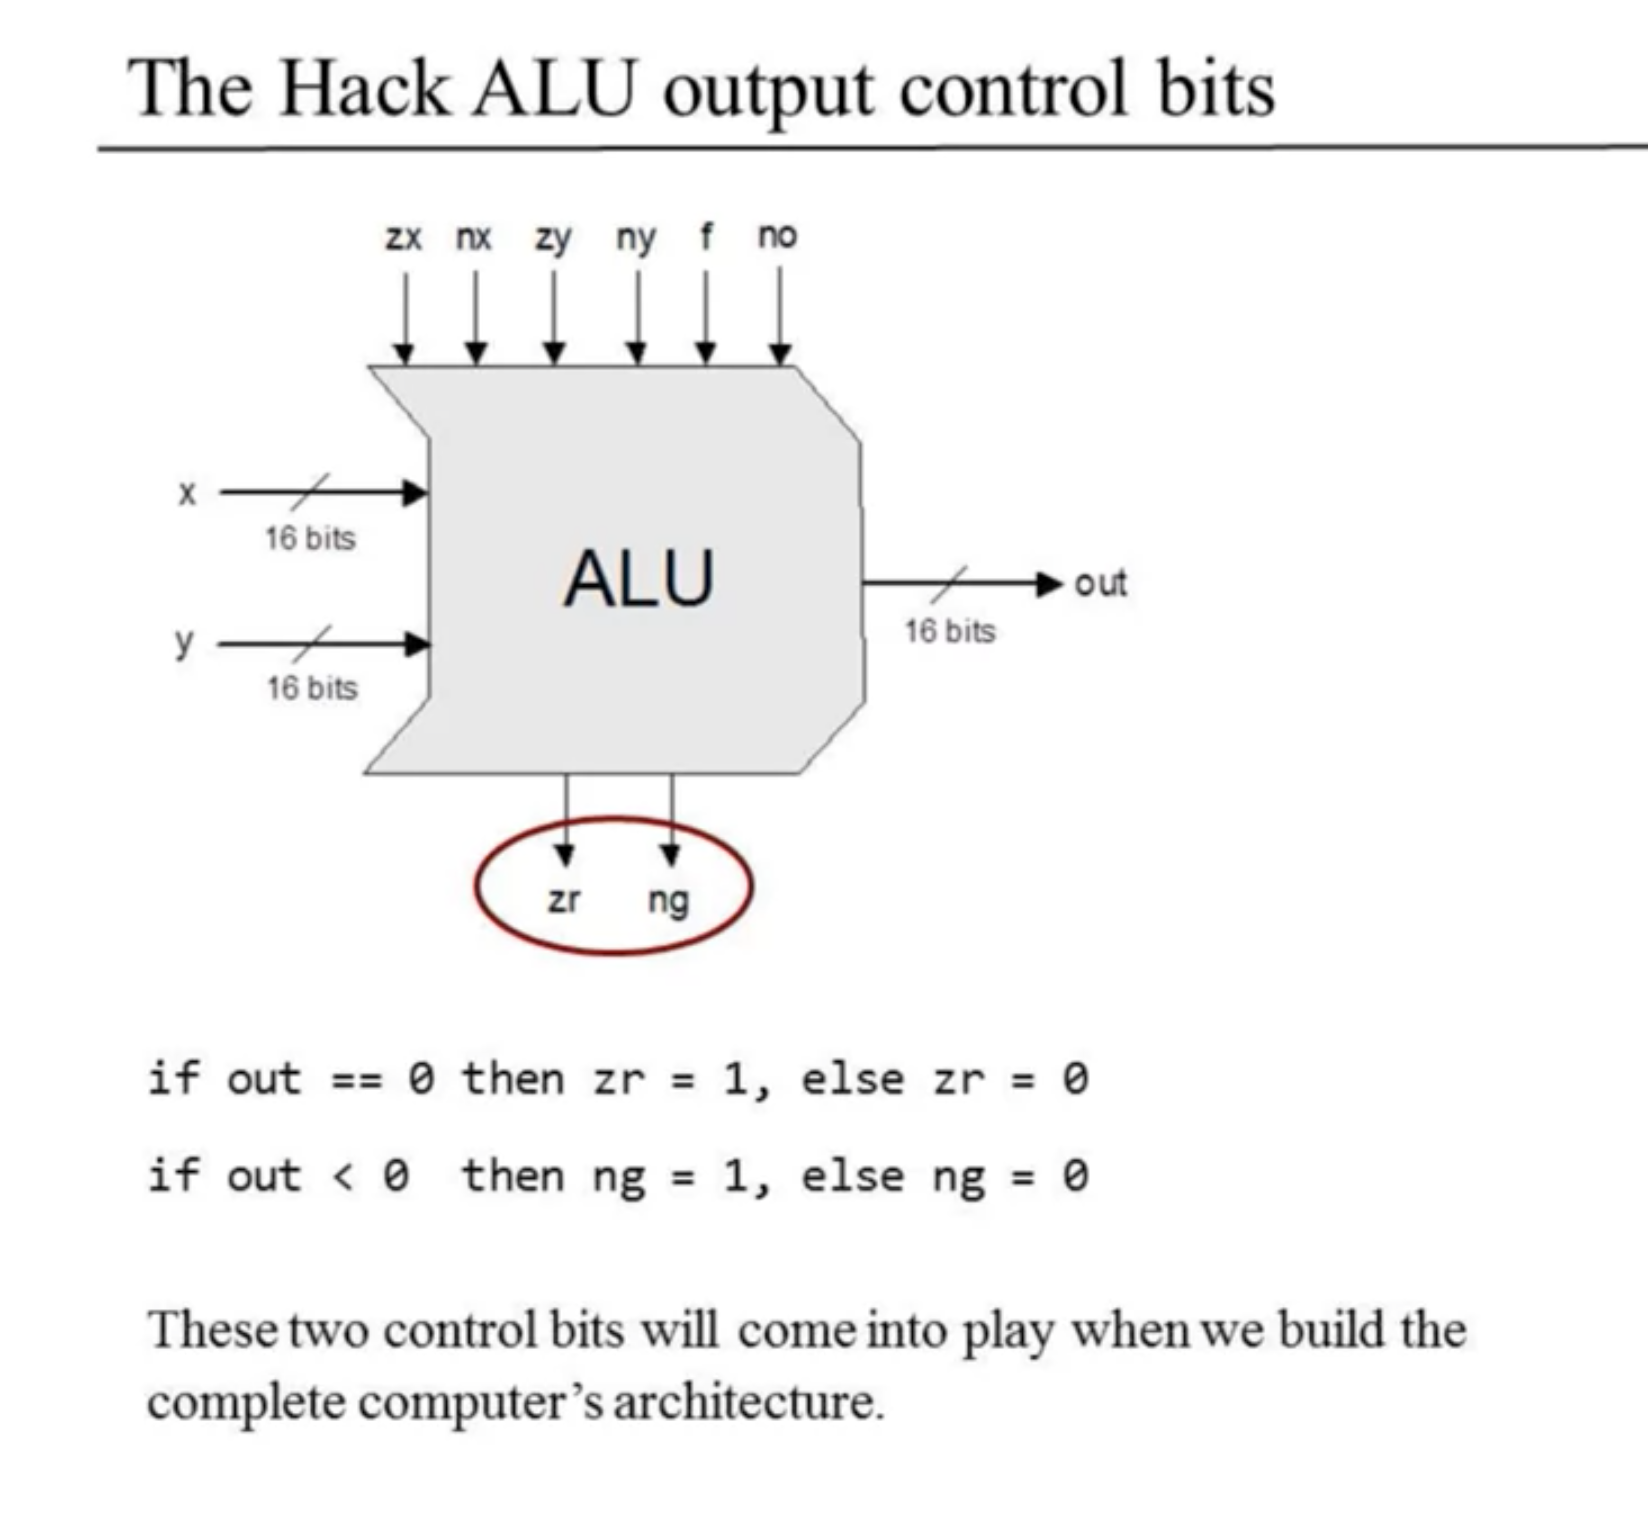 The Hack ALU output control bits
zx nx zy ny f no
x
16 bits
ALU
out
16 bits
y
16 bits
zr ng
if out == 0 then zr = 1, else zr = 0
if out < 0 then ng = 1, else ng = 0
These two control bits will come into play when we build the
complete computer's architecture.